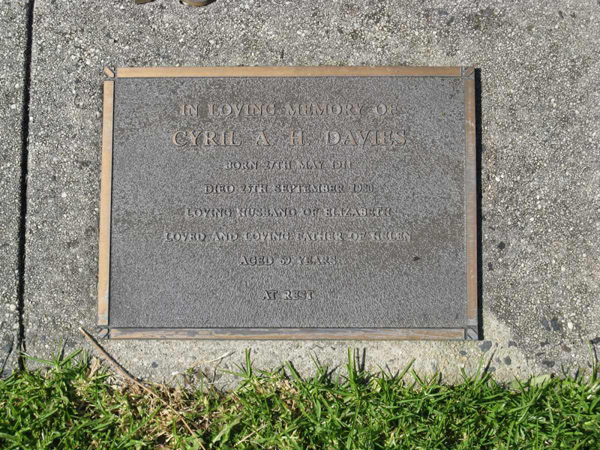 IN LOVING MEMORY OF
CYRIL A. H. DAVIES
BORN 27TH MAY
DIED 25TH SEPTEMBER
LOVING HUSBAND OF ELIZABETH
LOVED AND LOVING FATHER OF HELEN
AGED YEARS
AT REST